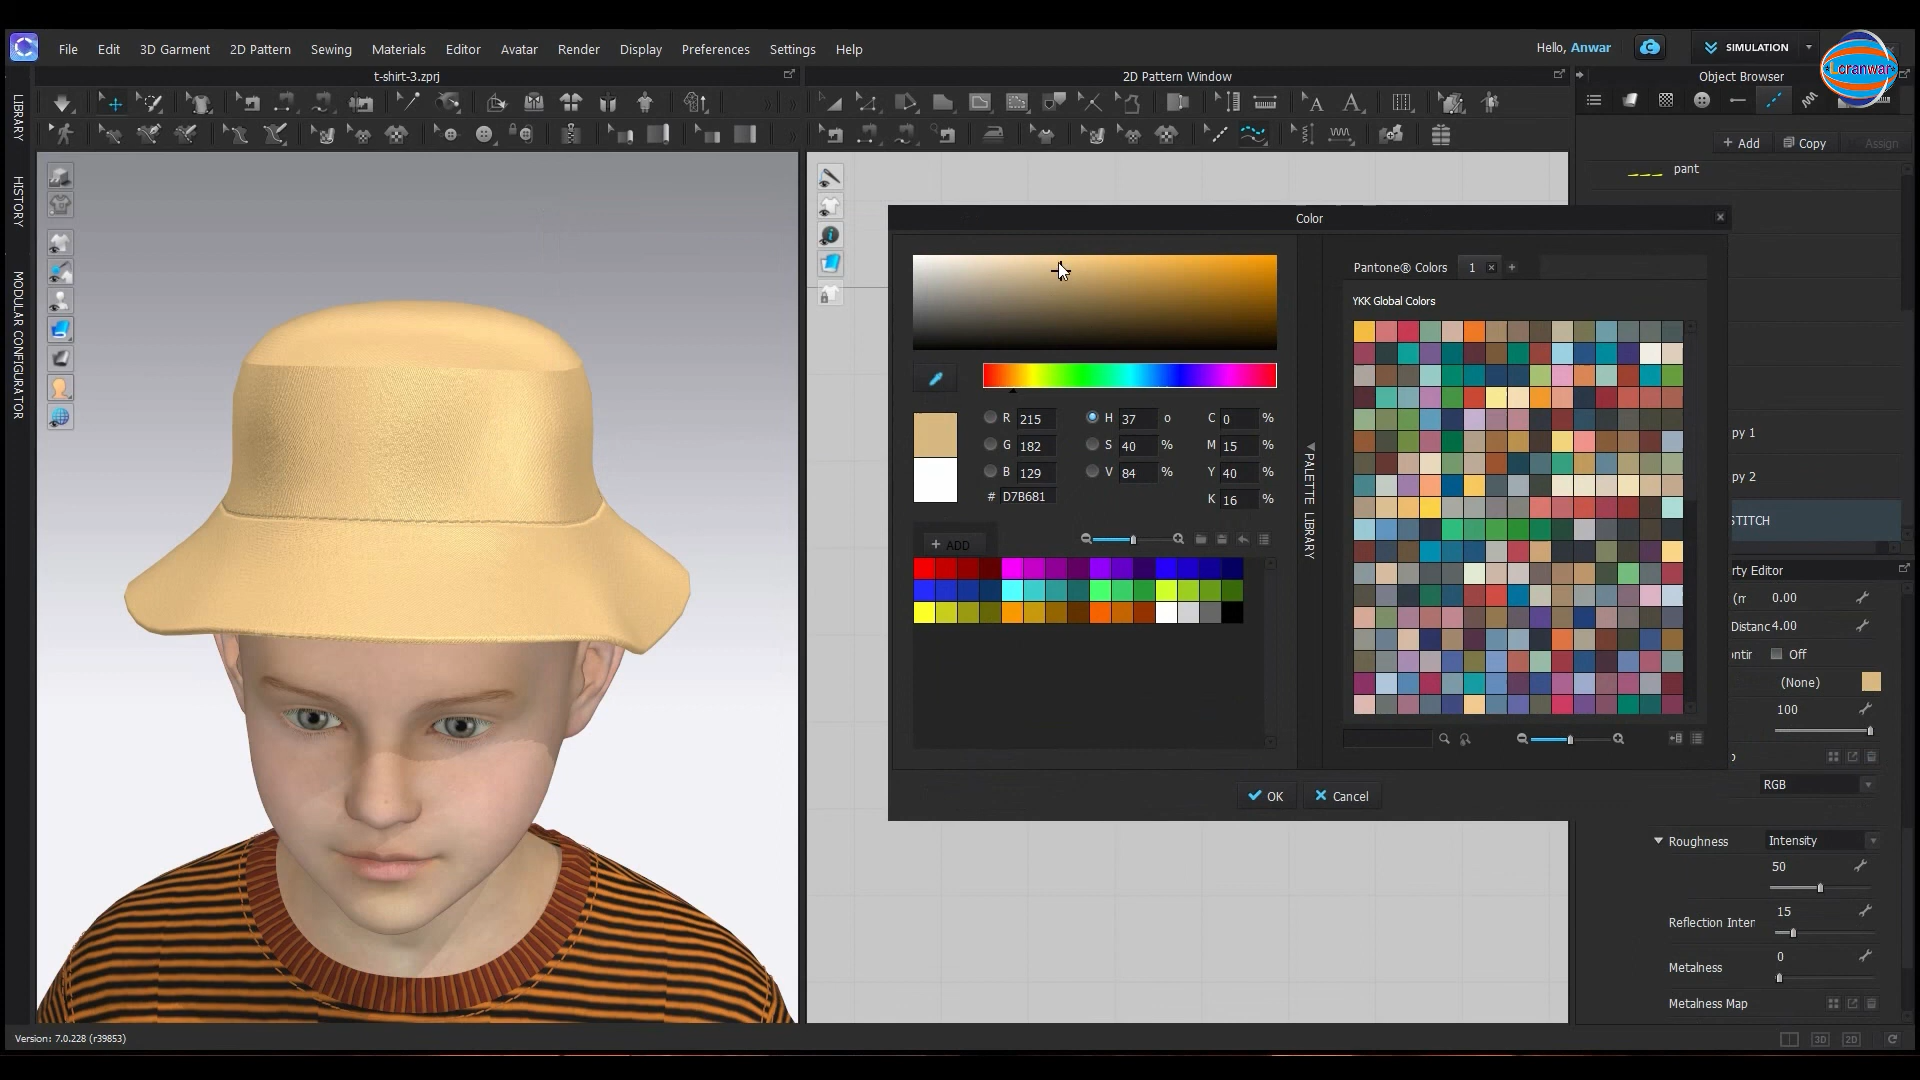 File Edit 3D Garment 2D Pattern Sewing Materials Editor Avatar Render Display Preferences Settings Help
Hello, Anwar
SIMULATION
Loranwar
t-shirt-3.zprj
2D Pattern Window
Object Browser
LIBRARY
HISTORY
MODULAR CONFIGURATOR
+ Add
Copy
Assign
pant
py 1
py 2
STITCH
Color
Pantone® Colors
1
YKK Global Colors
R 215
H 37 o
C 0 %
G 182
S 40 %
M 15 %
B 129
V 84 %
Y 40 %
# D7B681
K 16 %
+ ADD
PALETTE LIBRARY
OK
Cancel
rty Editor
0.00
Distanc 4.00
Off
(None)
100
RGB
Roughness
Intensity
50
Reflection Inter
15
Metalness
0
Metalness Map
Version: 7.0.228 (r39853)
3D
2D